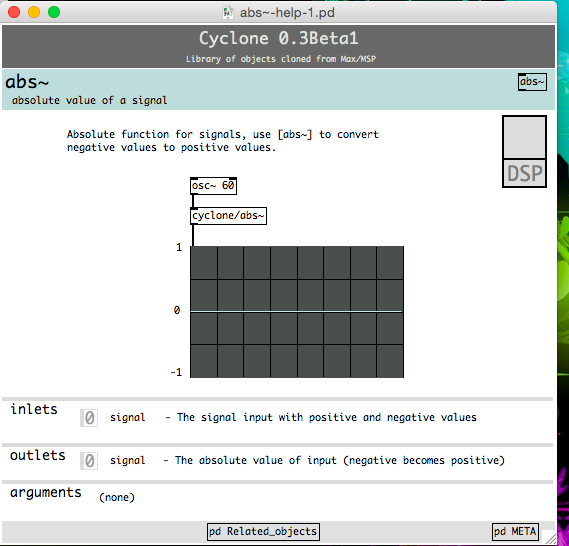 abs~-help-1.pd
Cyclone 0.3Beta1
Library of objects cloned from Max/MSP
abs~
abs~
absolute value of a signal
Absolute function for signals, use [abs~] to convert
negative values to positive values.
DSP
osc~ 60
cyclone/abs~
1
0
-1
inlets
0 signal - The signal input with positive and negative values
outlets
0 signal - The absolute value of input (negative becomes positive)
arguments
(none)
pd Related_objects
pd META